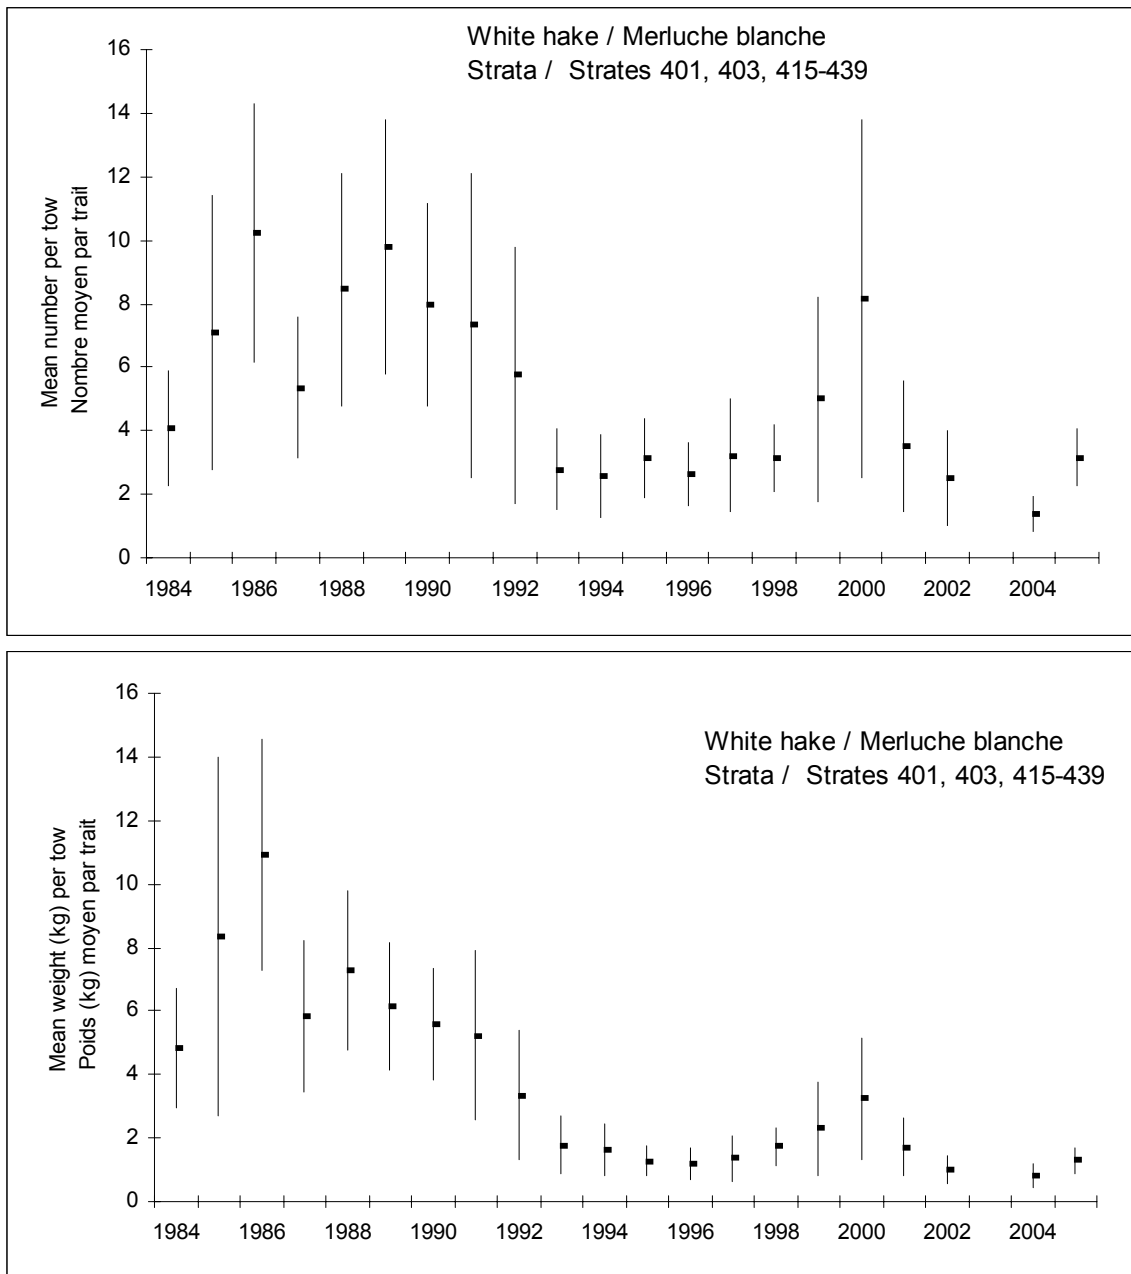 White hake / Merluche blanche
Strata / Strates 401, 403, 415-439
Mean number per tow
Nombre moyen par trait
16
14
12
10
8
6
4
2
0
1984 1986 1988 1990 1992 1994 1996 1998 2000 2002 2004
White hake / Merluche blanche
Strata / Strates 401, 403, 415-439
Mean weight (kg) per tow
Poids (kg) moyen par trait
16
14
12
10
8
6
4
2
0
1984 1986 1988 1990 1992 1994 1996 1998 2000 2002 2004